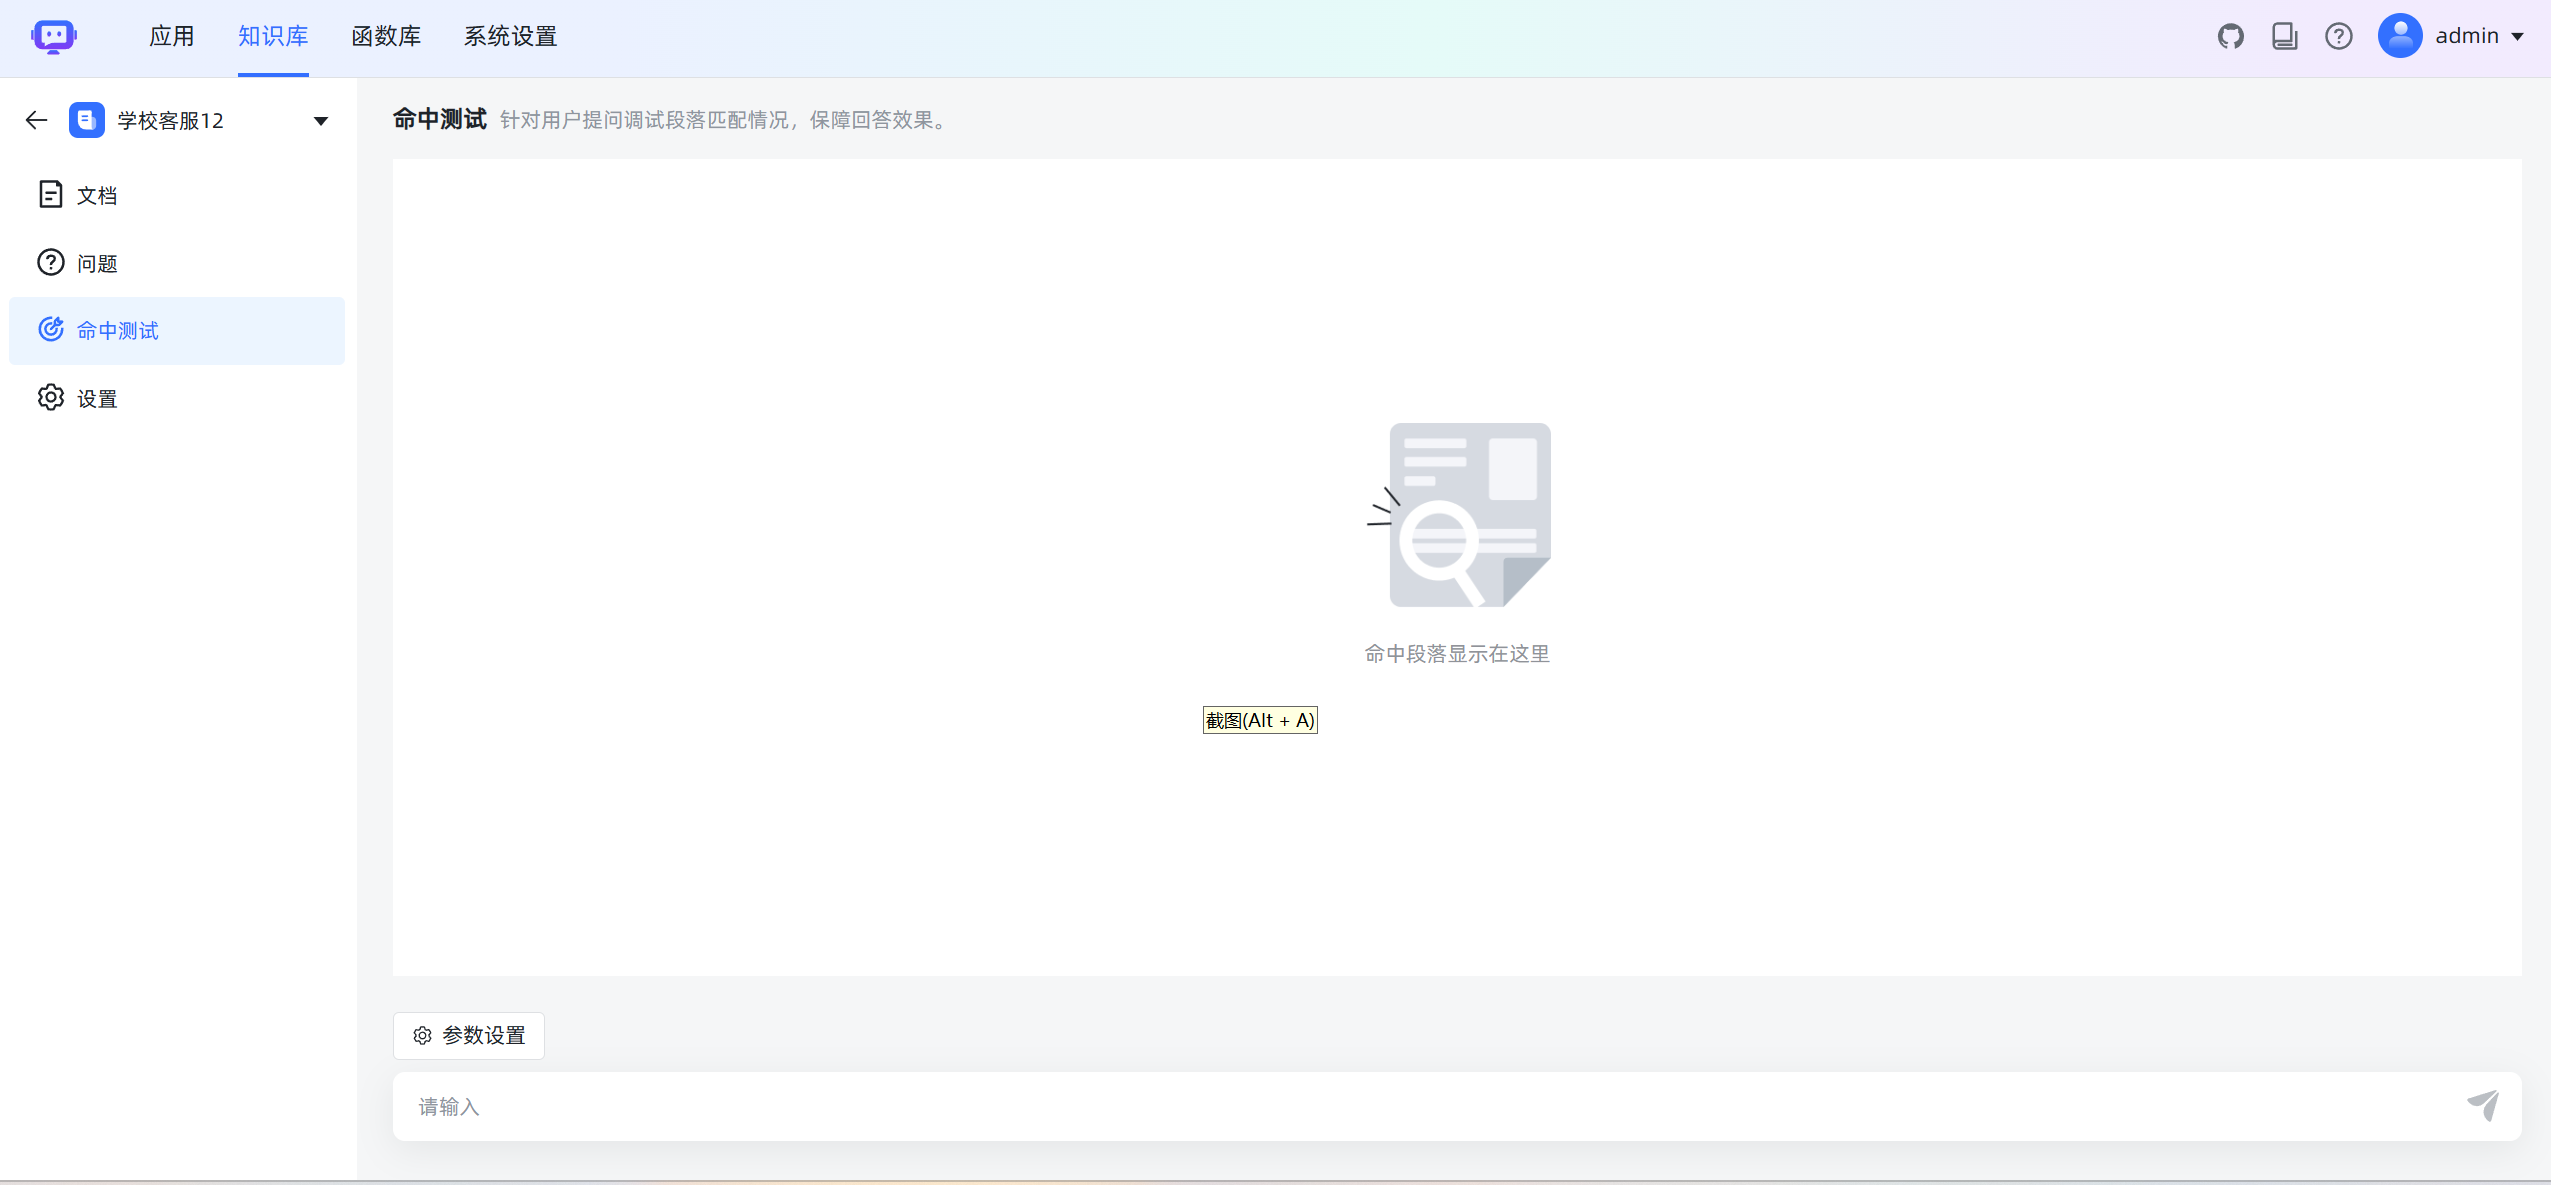 应用 知识库 函数库 系统设置 admin
学校客服12
文档
问题
命中测试
设置
命中测试 针对用户提问调试段落匹配情况，保障回答效果。
命中段落显示在这里
截图(Alt + A)
参数设置
请输入